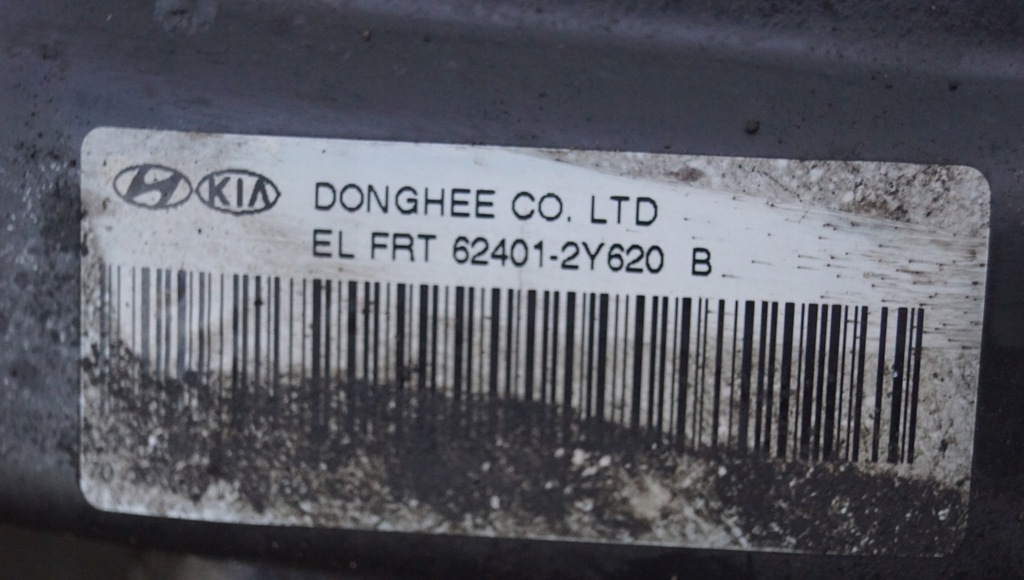 KIA DONGHEE CO. LTD
EL FRT 62401-2Y620 B